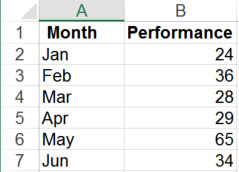 A B
1 Month Performance
2 Jan 24
3 Feb 36
4 Mar 28
5 Apr 29
6 May 65
7 Jun 34